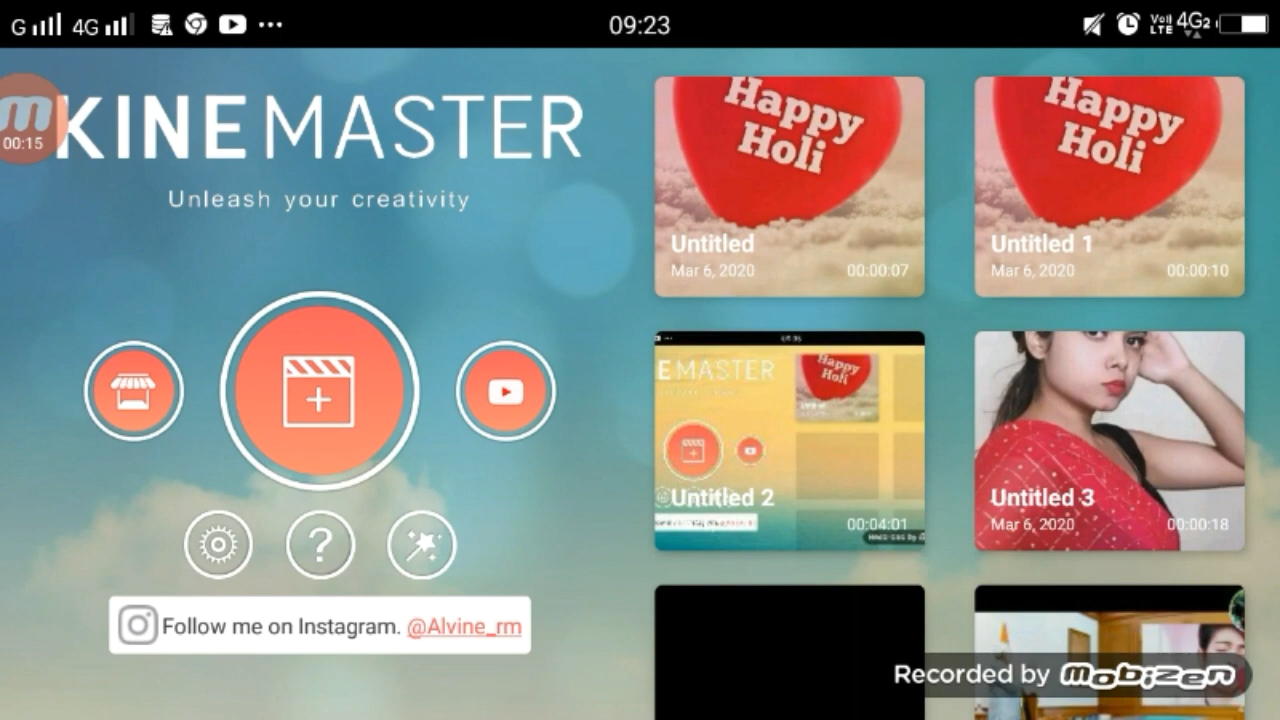 G 4G 09:23 VoLTE 4G2
00:15
KINEMASTER
Unleash your creativity
Follow me on Instagram. @Alvine_rm
Happy
Holi
Untitled
Mar 6, 2020 00:00:07
Happy
Holi
Untitled 1
Mar 6, 2020 00:00:10
EMASTER
Happy
Holi
Untitled 2
00:04:01
Untitled 3
Mar 6, 2020 00:00:18
Recorded by mobizen